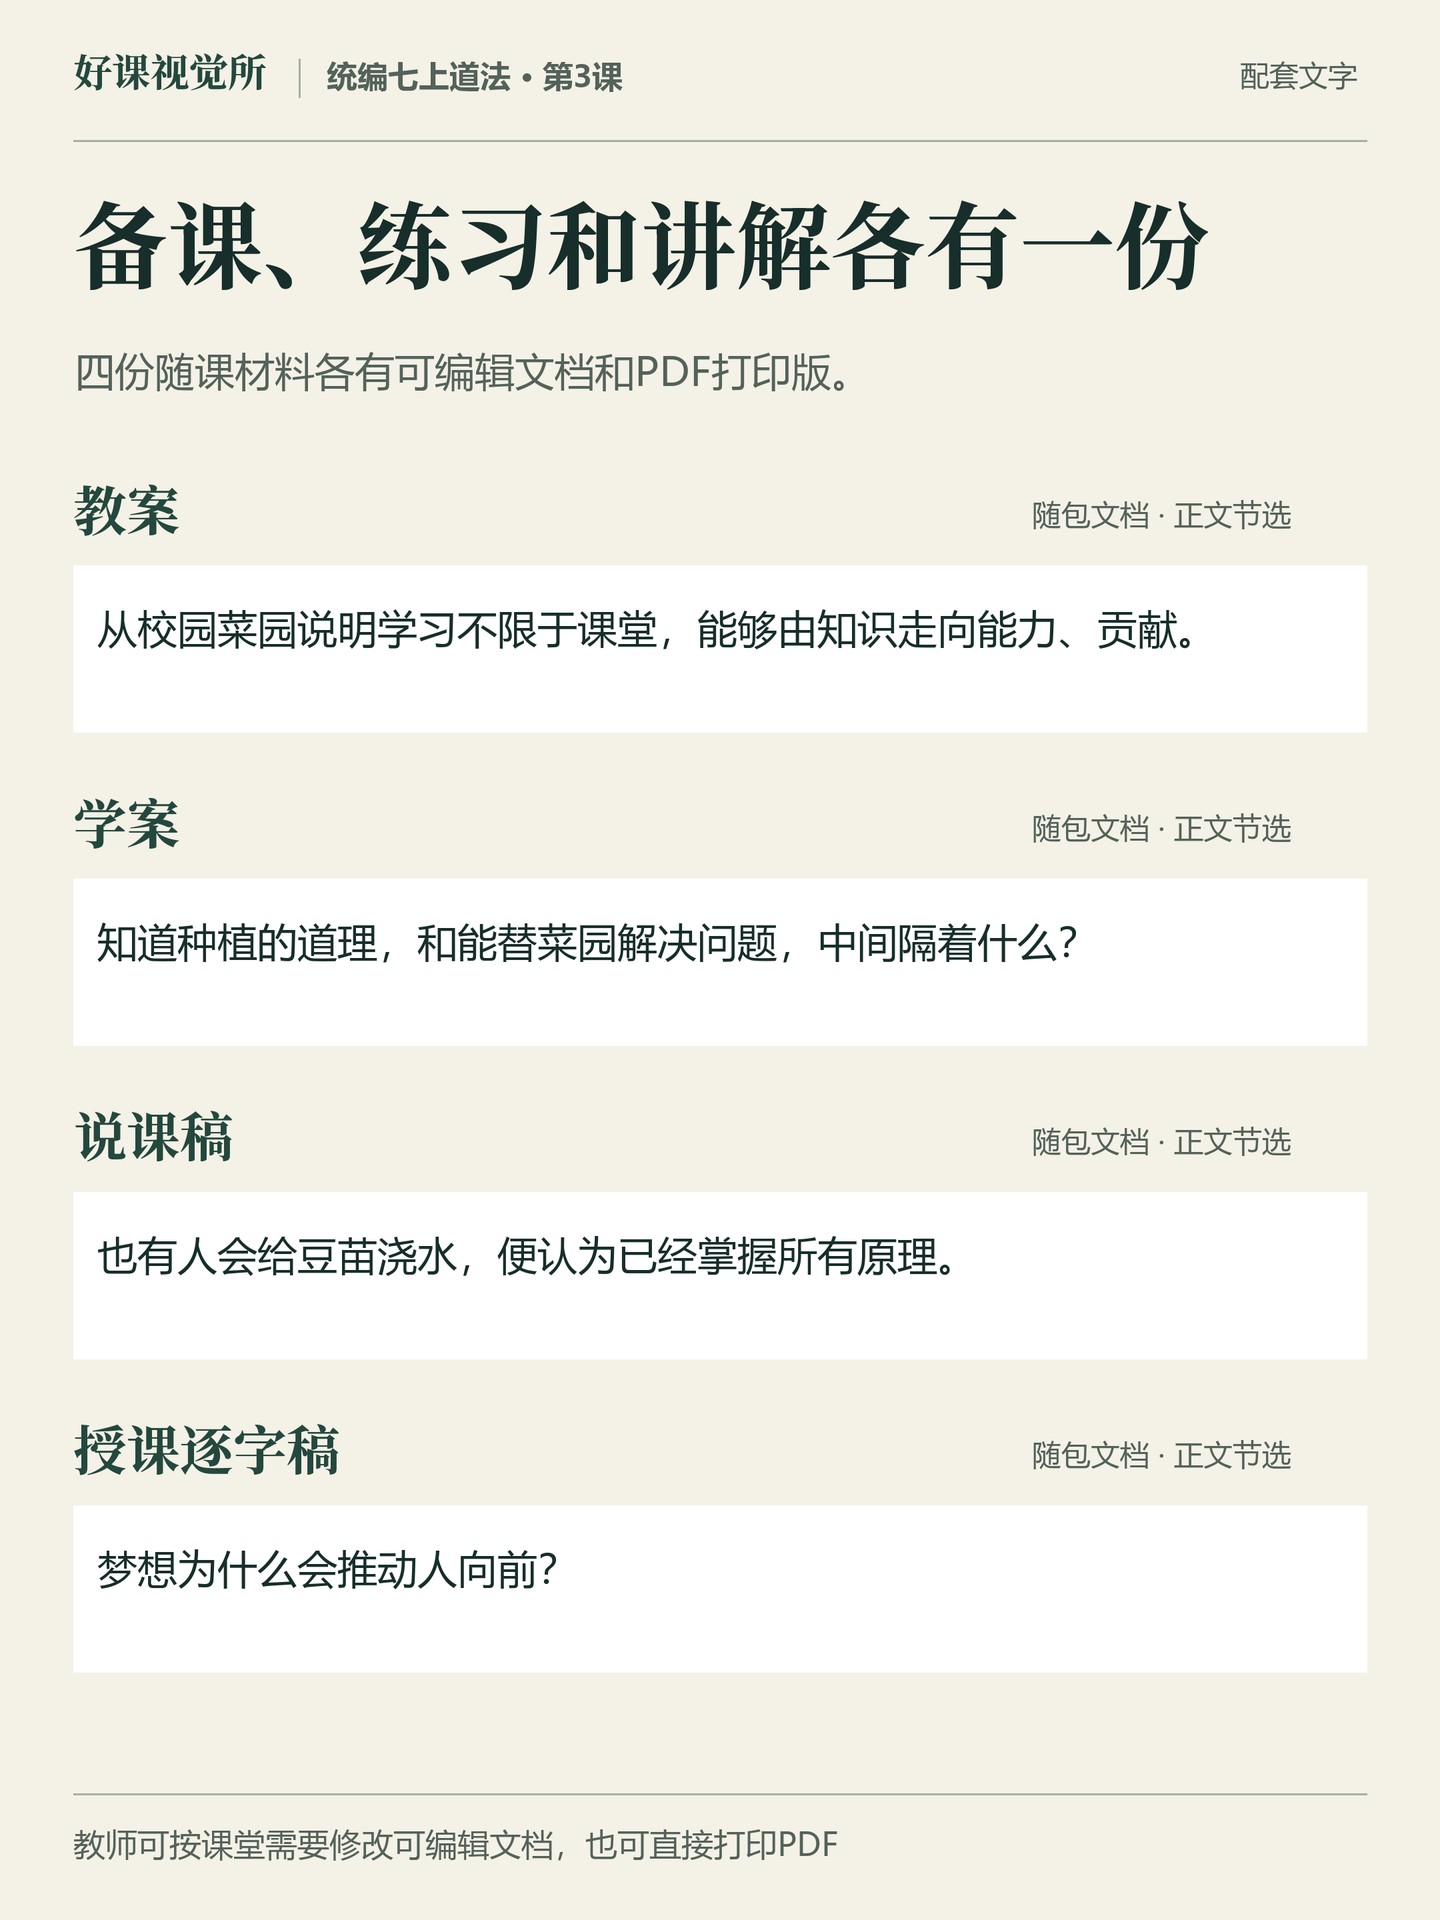 好课视觉所
统编七上道法·第3课
配套文字
备课、练习和讲解各有一份
四份随课材料各有可编辑文档和PDF打印版。
教案
随包文档·正文节选
从校园菜园说明学习不限于课堂，能够由知识走向能力、贡献。
学案
随包文档·正文节选
知道种植的道理，和能替菜园解决问题，中间隔着什么？
说课稿
随包文档·正文节选
也有人会给豆苗浇水，便认为已经掌握所有原理。
授课逐字稿
随包文档·正文节选
梦想为什么会推动人向前？
教师可按课堂需要修改可编辑文档，也可直接打印PDF